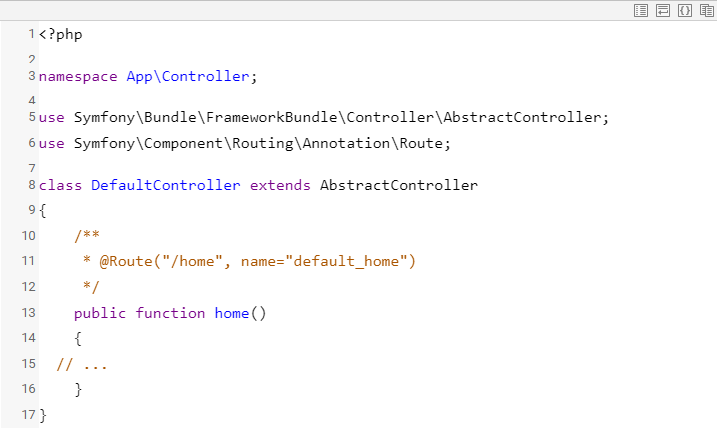 1 <?php
2
3 namespace App\Controller;
4
5 use Symfony\Bundle\FrameworkBundle\Controller\AbstractController;
6 use Symfony\Component\Routing\Annotation\Route;
7
8 class DefaultController extends AbstractController
9 {
10     /**
11      * @Route("/home", name="default_home")
12      */
13     public function home()
14     {
15   // ...
16     }
17 }